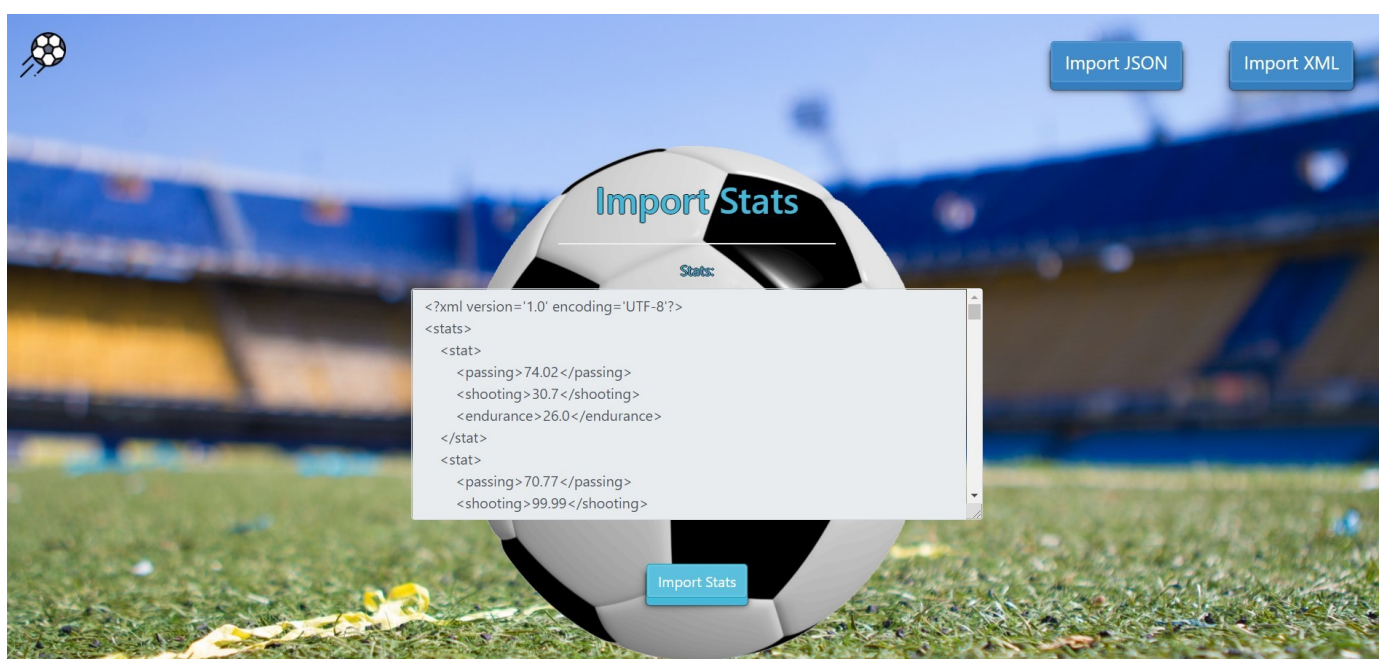 Import JSON
Import XML
Import Stats
Stats:
<?xml version='1.0' encoding='UTF-8'?>
<stats>
<stat>
<passing>74.02</passing>
<shooting>30.7</shooting>
<endurance>26.0</endurance>
</stat>
<stat>
<passing>70.77</passing>
<shooting>99.99</shooting>
Import Stats